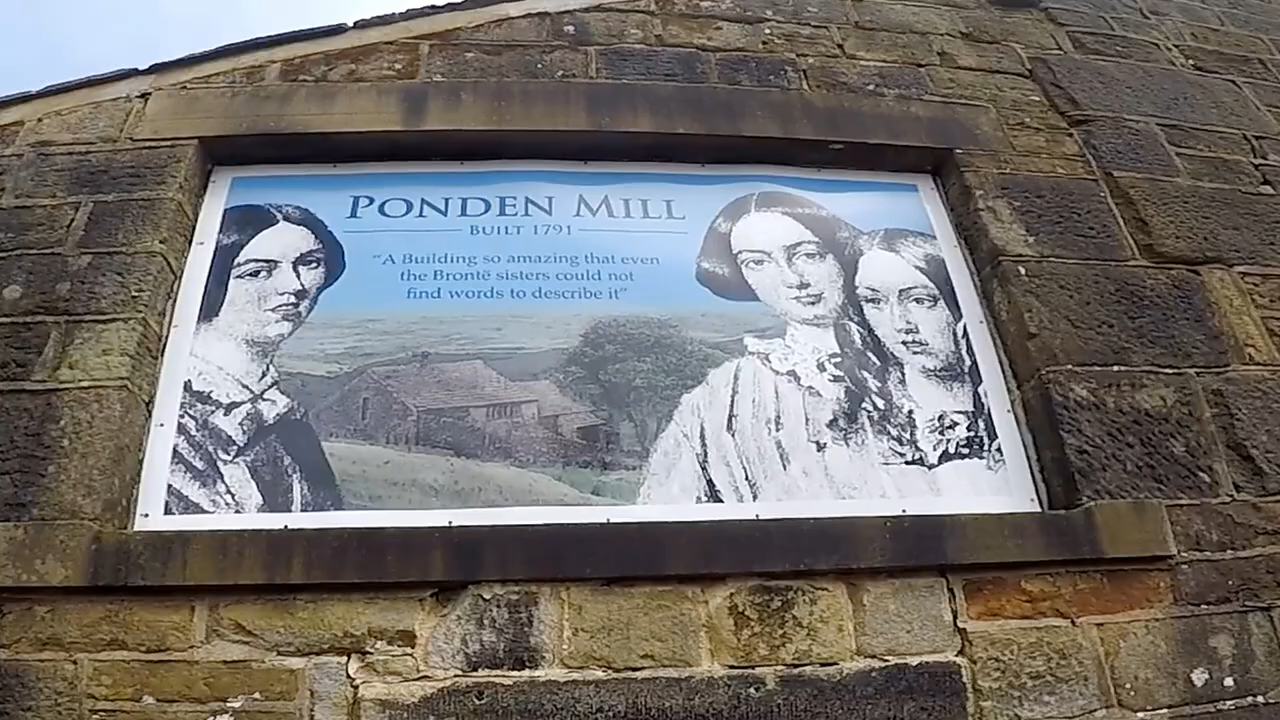 PONDEN MILL
BUILT 1791
"A Building so amazing that even
the Brontë sisters could not
find words to describe it"